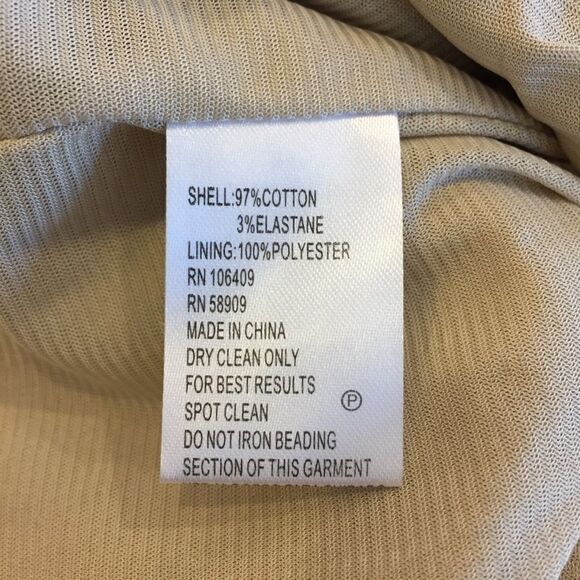 SHELL:97%COTTON
3%ELASTANE
LINING:100%POLYESTER
RN 106409
RN 58909
MADE IN CHINA
DRY CLEAN ONLY
FOR BEST RESULTS
SPOT CLEAN Ⓟ
DO NOT IRON BEADING
SECTION OF THIS GARMENT